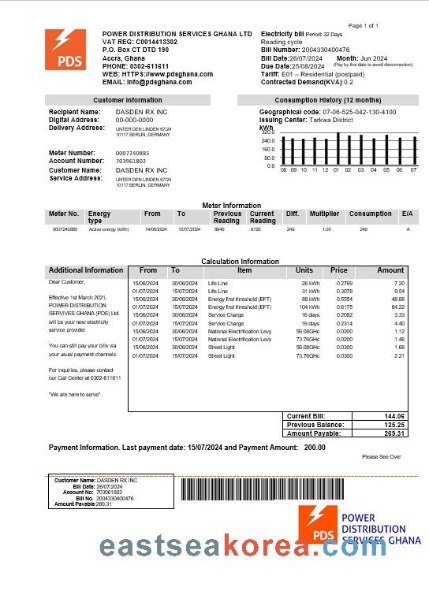 Page 1 of 1
PDS
POWER DISTRIBUTION SERVICES GHANA LTD
VAT REG: C0014413302
P.O. Box CT DTD 190
Accra, Ghana
PHONE: 0302-611611
WEB: HTTPS://www.pdsghana.com
EMAIL: info@pdsghana.com
Electricity bill Period: 32 Days
Reading cycle
Bill Number: 2004330400476
Bill Date:26/07/2024 Month: Jun 2024
Due Date:25/08/2024 (Pay by this date to avoid disconnection)
Tariff: E01 – Residential (postpaid)
Contracted Demand(KVA):0.2
Customer Information
Recipient Name: DASDEN RX INC
Digital Address: 00-000-0000
Delivery Address: UNTER DEN LINDEN 67/24
10117 BERLIN, GERMANY
Meter Number: 0007240885
Account Number: 703961802
Customer Name: DASDEN RX INC
Service Address: UNTER DEN LINDEN 67/24
10117 BERLIN, GERMANY
Consumption History (12 months)
Geographical code: 07-06-525-042-130-4100
Issuing Center: Tarkwa District
kWh
320.0
240.0
160.0
80.0
0.0
08 09 10 11 12 01 02 03 04 05 06 07
Meter Information
Meter No. Energy type From To Previous Reading Current Reading Diff. Multiplier Consumption E/A
Active energy (kWh) 14/06/2024 15/07/2024 249 1.00 249 A
Calculation Information
Additional Information From To Item Units Price Amount
Dear Customer,
Effective 1st March 2021,
POWER DISTRIBUTION
SERVIVES GHANA (PDS) Ltd.
will be your new electricity
service provider.
You can still pay your bills via
your usual payment channels.
For inquiries, please contact
our Call Center at 0302-611611
"We are here to serve"
15/06/2024 30/06/2024 Life Line 26 kWh 0.2769 7.20
01/07/2024 15/07/2024 Life Line 31 kWh 0.3078 9.54
15/06/2024 30/06/2024 Energy first threshold (EFT) 88 kWh 0.5554 48.88
01/07/2024 15/07/2024 Energy first threshold (EFT) 104 kWh 0.6175 64.22
15/06/2024 30/06/2024 Service Charge 16 days 0.2082 3.33
01/07/2024 15/07/2024 Service Charge 19 days 0.2314 4.40
15/06/2024 30/06/2024 National Electrification Levy 56.08GHc 0.0200 1.12
01/07/2024 15/07/2024 National Electrification Levy 73.76GHc 0.0200 1.48
15/06/2024 30/06/2024 Street Light 56.08GHc 0.0300 1.68
01/07/2024 15/07/2024 Street Light 73.76GHc 0.0300 2.21
Current Bill: 144.06
Previous Balance: 125.25
Amount Payable:
Payment Information. Last payment date: 15/07/2024 and Payment Amount: 200.00
Please See Over
Customer Name: DASDEN RX INC
Bill Date: 26/07/2024
Account No: 703961802
Bill No. 2004330400476
Amount Payable:
PDS
POWER
DISTRIBUTION
SERVICES GHANA
eastseakorea.com